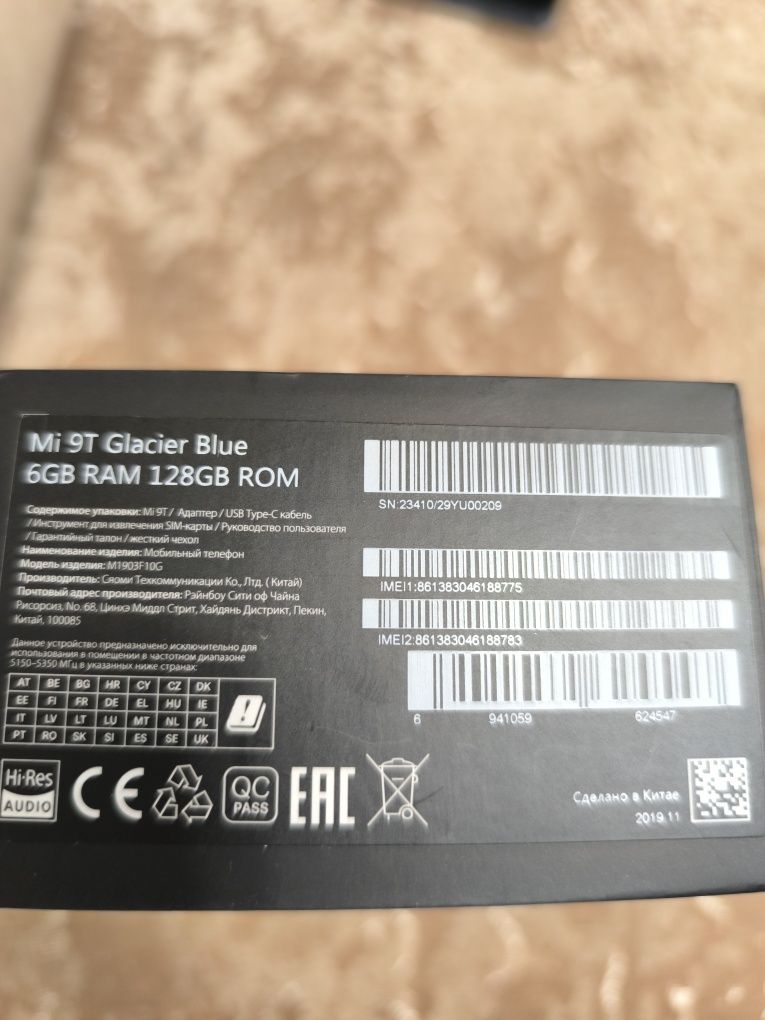 Mi 9T Glacier Blue
6GB RAM 128GB ROM
Содержимое упаковки: Mi 9T / Адаптер / USB Type-C кабель
/ Инструмент для извлечения SIM-карты / Руководство пользователя
/ Гарантийный талон / жесткий чехол
Наименование изделия: Мобильный телефон
Модель изделия: M1903F10G
Производитель: Сяоми Техкоммуникации Ко., Лтд. ( Китай)
Почтовый адрес производителя: Рэйнбоу Сити оф Чайна
Рисорсиз, No. 68, Цинхэ Миддл Стрит, Хайдянь Дистрикт, Пекин,
Китай, 100085
Данное устройство предназначено исключительно для
использования в помещении в частотном диапазоне
5150–5350 МГц в указанных ниже странах:
AT BE BG HR CY CZ DK
EE FI FR DE EL HU IE
IT LV LT LU MT NL PL
PT RO SK SI ES SE UK
SN:23410/29YU00209
IMEI1:861383046188775
IMEI2:861383046188783
6 941059 624547
Hi-Res
AUDIO
CE
QC
PASS
EAC
Сделано в Китае
2019.11